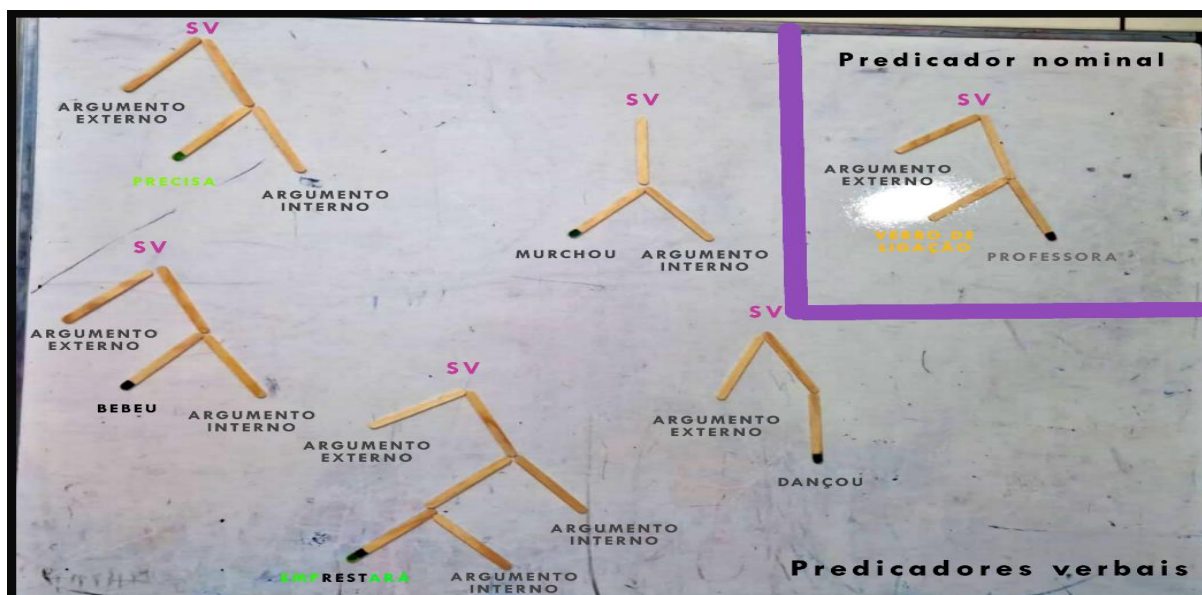 SV
ARGUMENTO
EXTERNO
PRECISA
ARGUMENTO
INTERNO
SV
MURCHOU
ARGUMENTO
INTERNO
Predicador nominal
SV
ARGUMENTO
EXTERNO
VERBO DE
LIGAÇÃO
PROFESSORA
SV
ARGUMENTO
EXTERNO
BEBEU
ARGUMENTO
INTERNO
SV
ARGUMENTO
EXTERNO
EMPRESTARÁ
ARGUMENTO
INTERNO
ARGUMENTO
INTERNO
SV
ARGUMENTO
EXTERNO
DANÇOU
Predicadores verbais